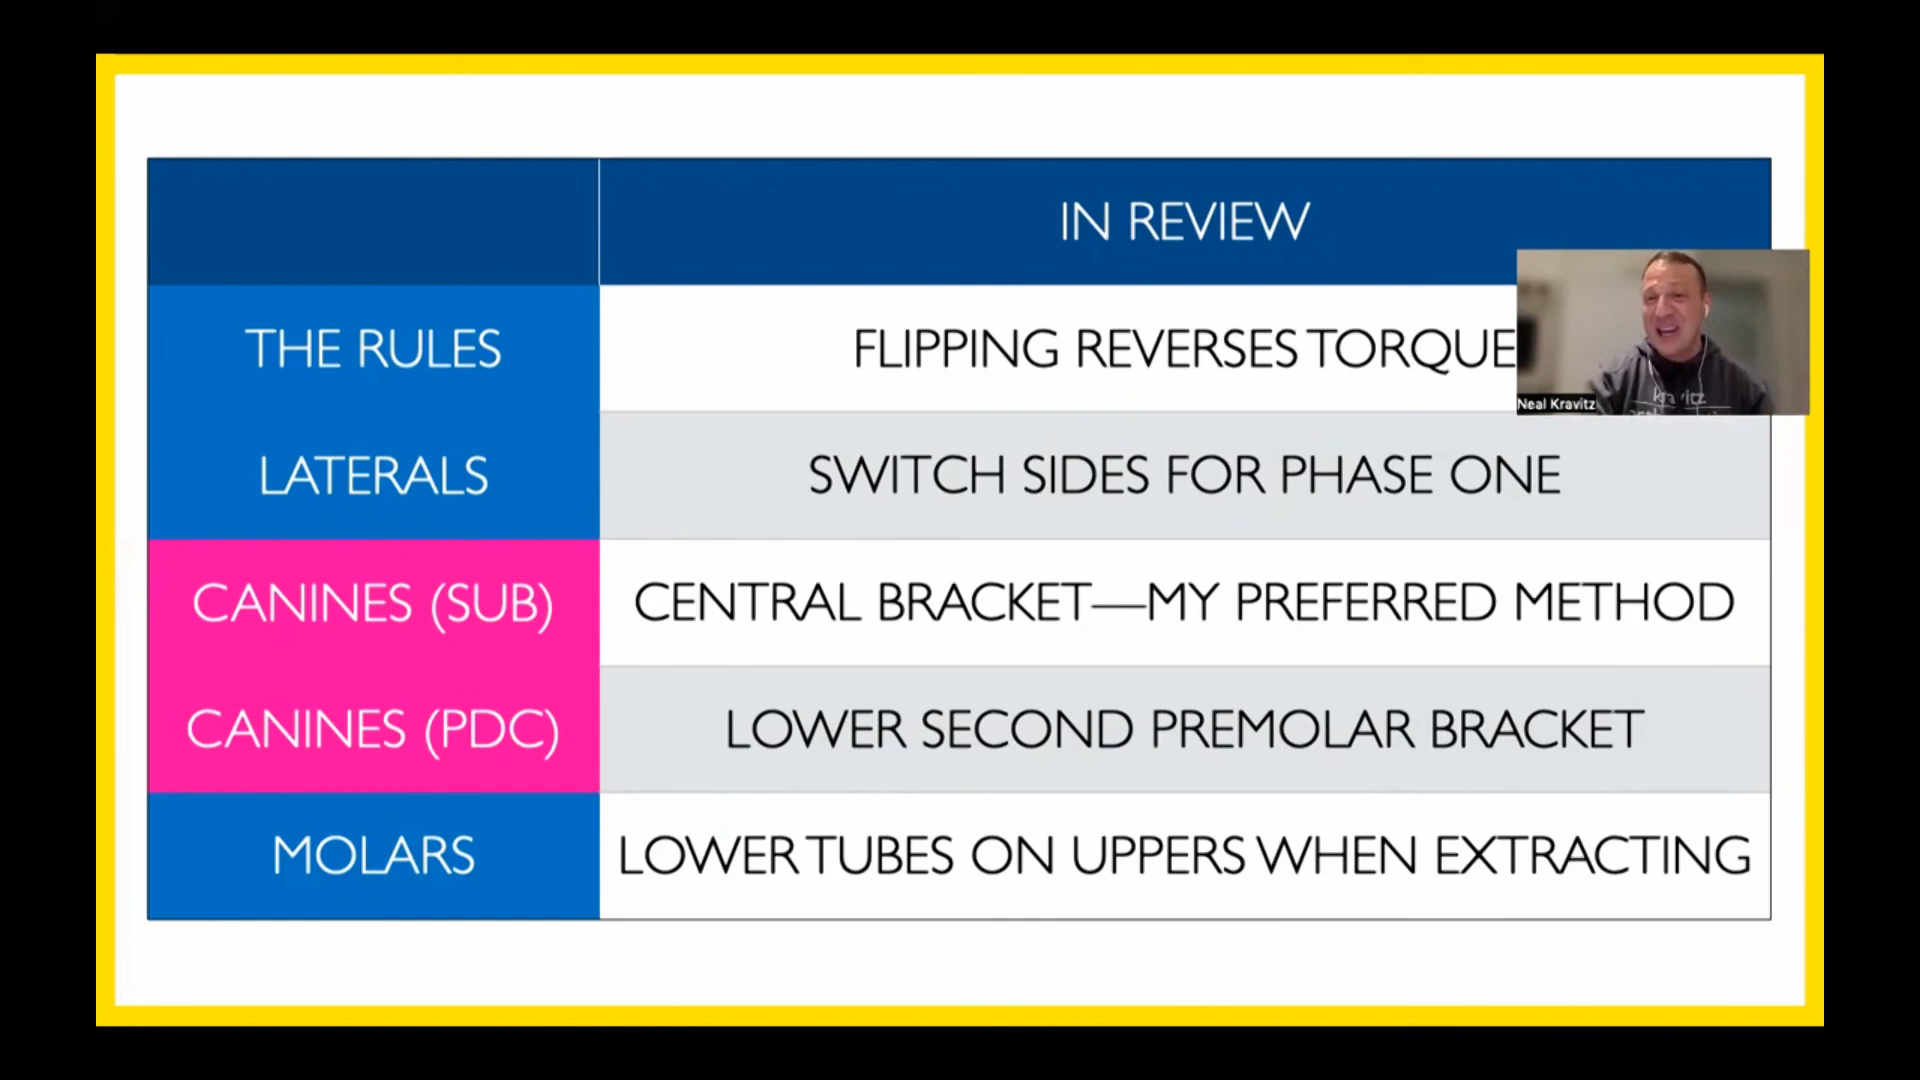 IN REVIEW
THE RULES FLIPPING REVERSES TORQUE
Neal Kravitz
kravitz
LATERALS SWITCH SIDES FOR PHASE ONE
CANINES (SUB) CENTRAL BRACKET—MY PREFERRED METHOD
CANINES (PDC) LOWER SECOND PREMOLAR BRACKET
MOLARS LOWER TUBES ON UPPERS WHEN EXTRACTING